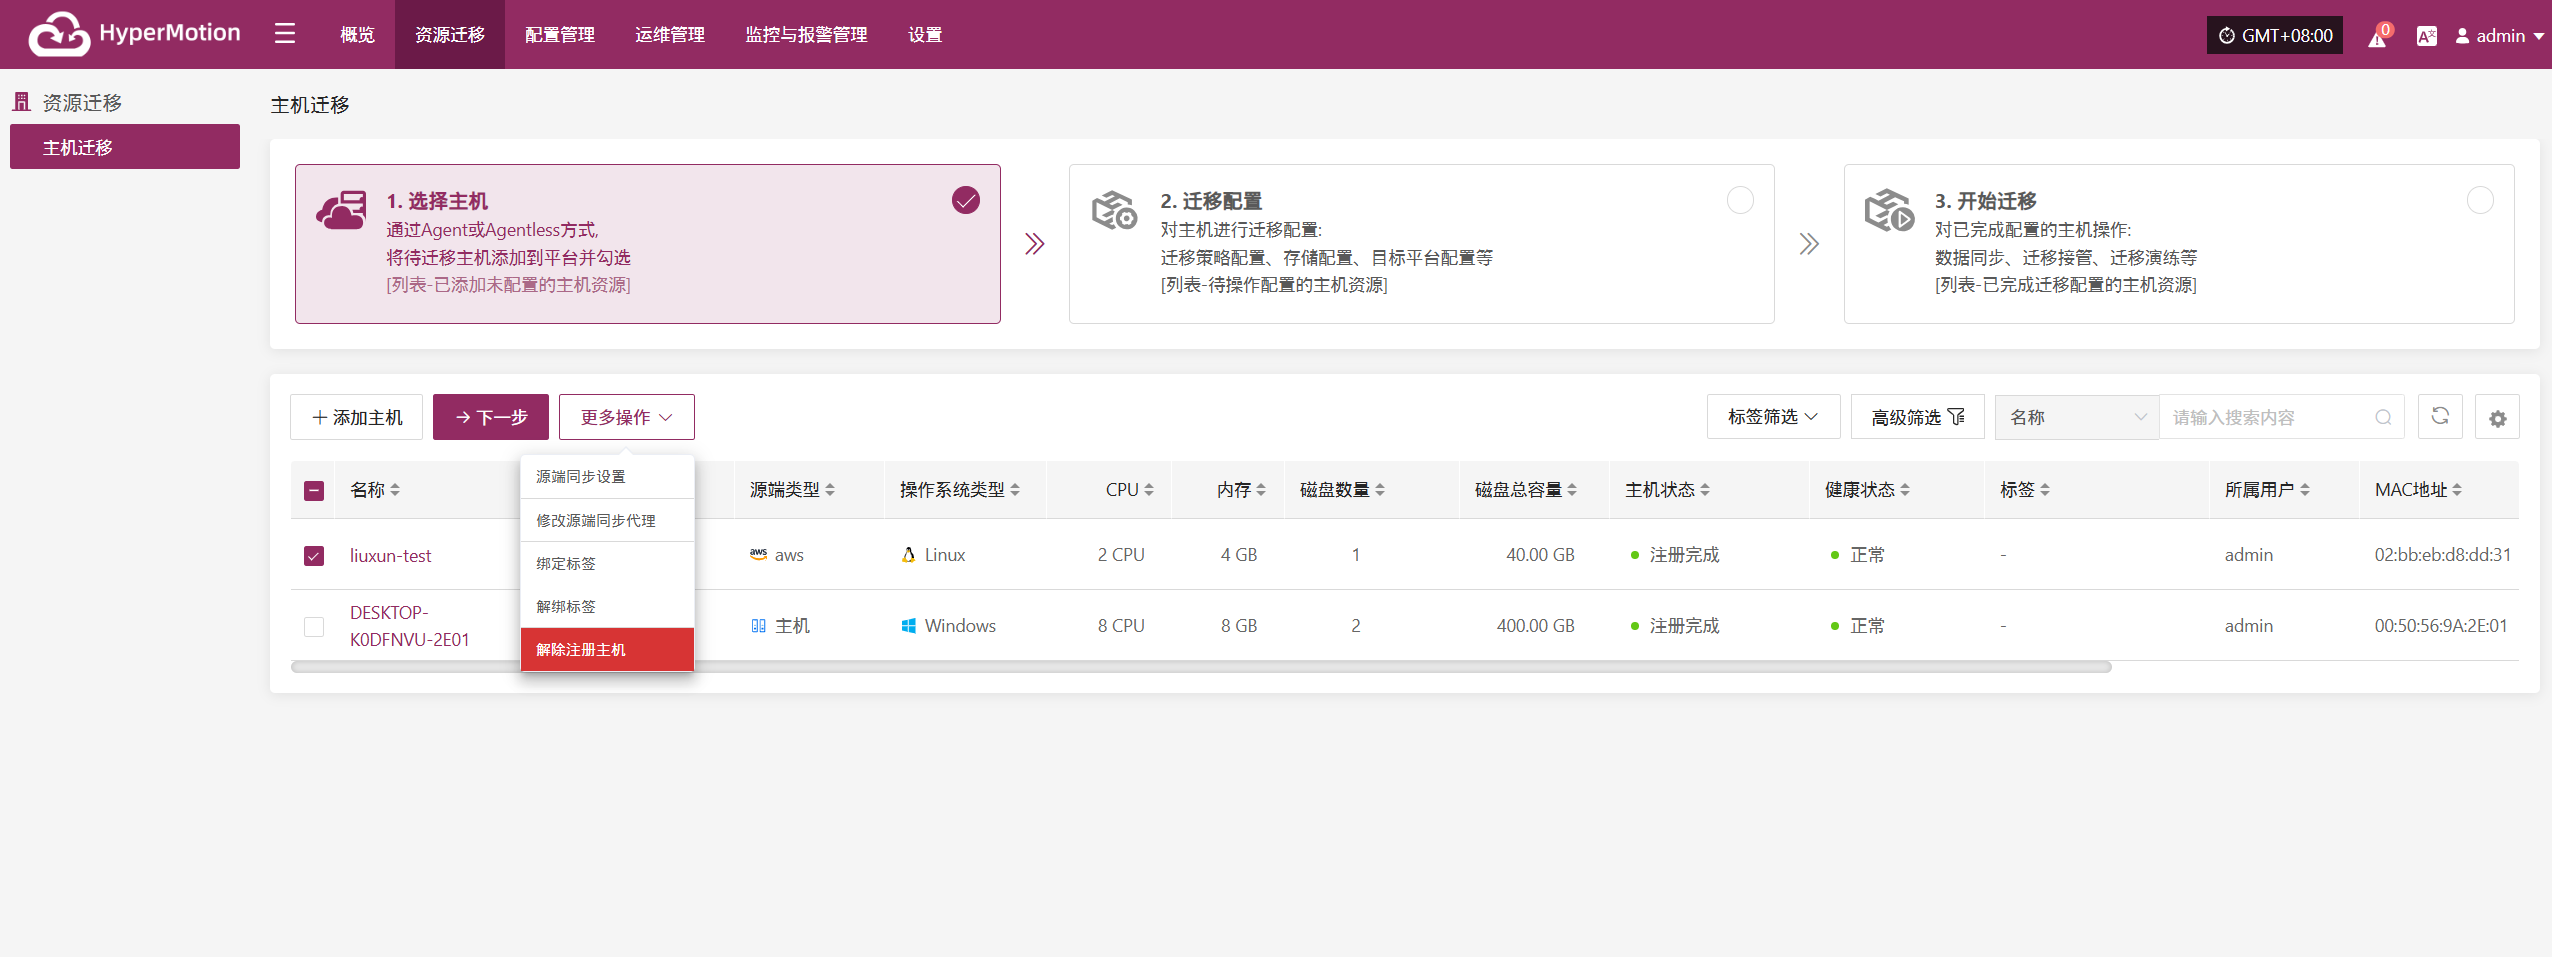 HyperMotion
概览
资源迁移
配置管理
运维管理
监控与报警管理
设置
GMT+08:00
0
admin
资源迁移
主机迁移
主机迁移
1. 选择主机
通过Agent或Agentless方式,
将待迁移主机添加到平台并勾选
[列表-已添加未配置的主机资源]
2. 迁移配置
对主机进行迁移配置:
迁移策略配置、存储配置、目标平台配置等
[列表-待操作配置的主机资源]
3. 开始迁移
对已完成配置的主机操作:
数据同步、迁移接管、迁移演练等
[列表-已完成迁移配置的主机资源]
添加主机
下一步
更多操作
标签筛选
高级筛选
名称
请输入搜索内容
源端同步设置
修改源端同步代理
绑定标签
解绑标签
解除注册主机
名称
源端类型
操作系统类型
CPU
内存
磁盘数量
磁盘总容量
主机状态
健康状态
标签
所属用户
MAC地址
liuxun-test
aws
aws
Linux
2 CPU
4 GB
1
40.00 GB
注册完成
正常
-
admin
02:bb:eb:d8:dd:31
DESKTOP-
K0DFNVU-2E01
主机
Windows
8 CPU
8 GB
2
400.00 GB
注册完成
正常
-
admin
00:50:56:9A:2E:01